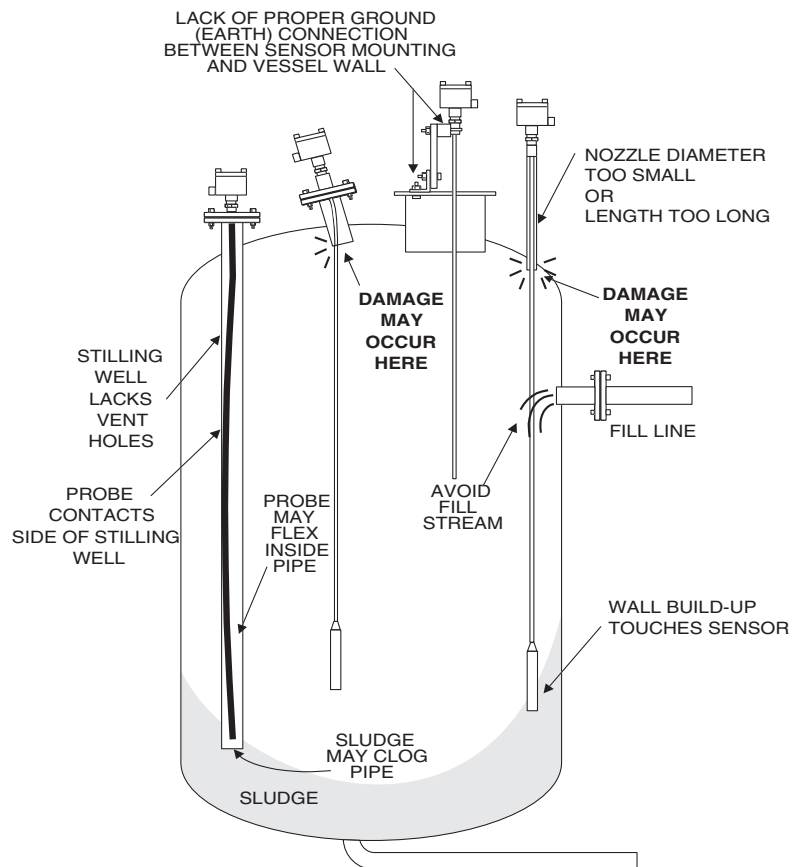 LACK OF PROPER GROUND
(EARTH) CONNECTION
BETWEEN SENSOR MOUNTING
AND VESSEL WALL
NOZZLE DIAMETER
TOO SMALL
OR
LENGTH TOO LONG
DAMAGE
MAY
OCCUR
HERE
DAMAGE
MAY
OCCUR
HERE
STILLING
WELL
LACKS
VENT
HOLES
FILL LINE
PROBE
CONTACTS
SIDE OF STILLING
WELL
PROBE
MAY
FLEX
INSIDE
PIPE
AVOID
FILL
STREAM
WALL BUILD-UP
TOUCHES SENSOR
SLUDGE
MAY CLOG
PIPE
SLUDGE